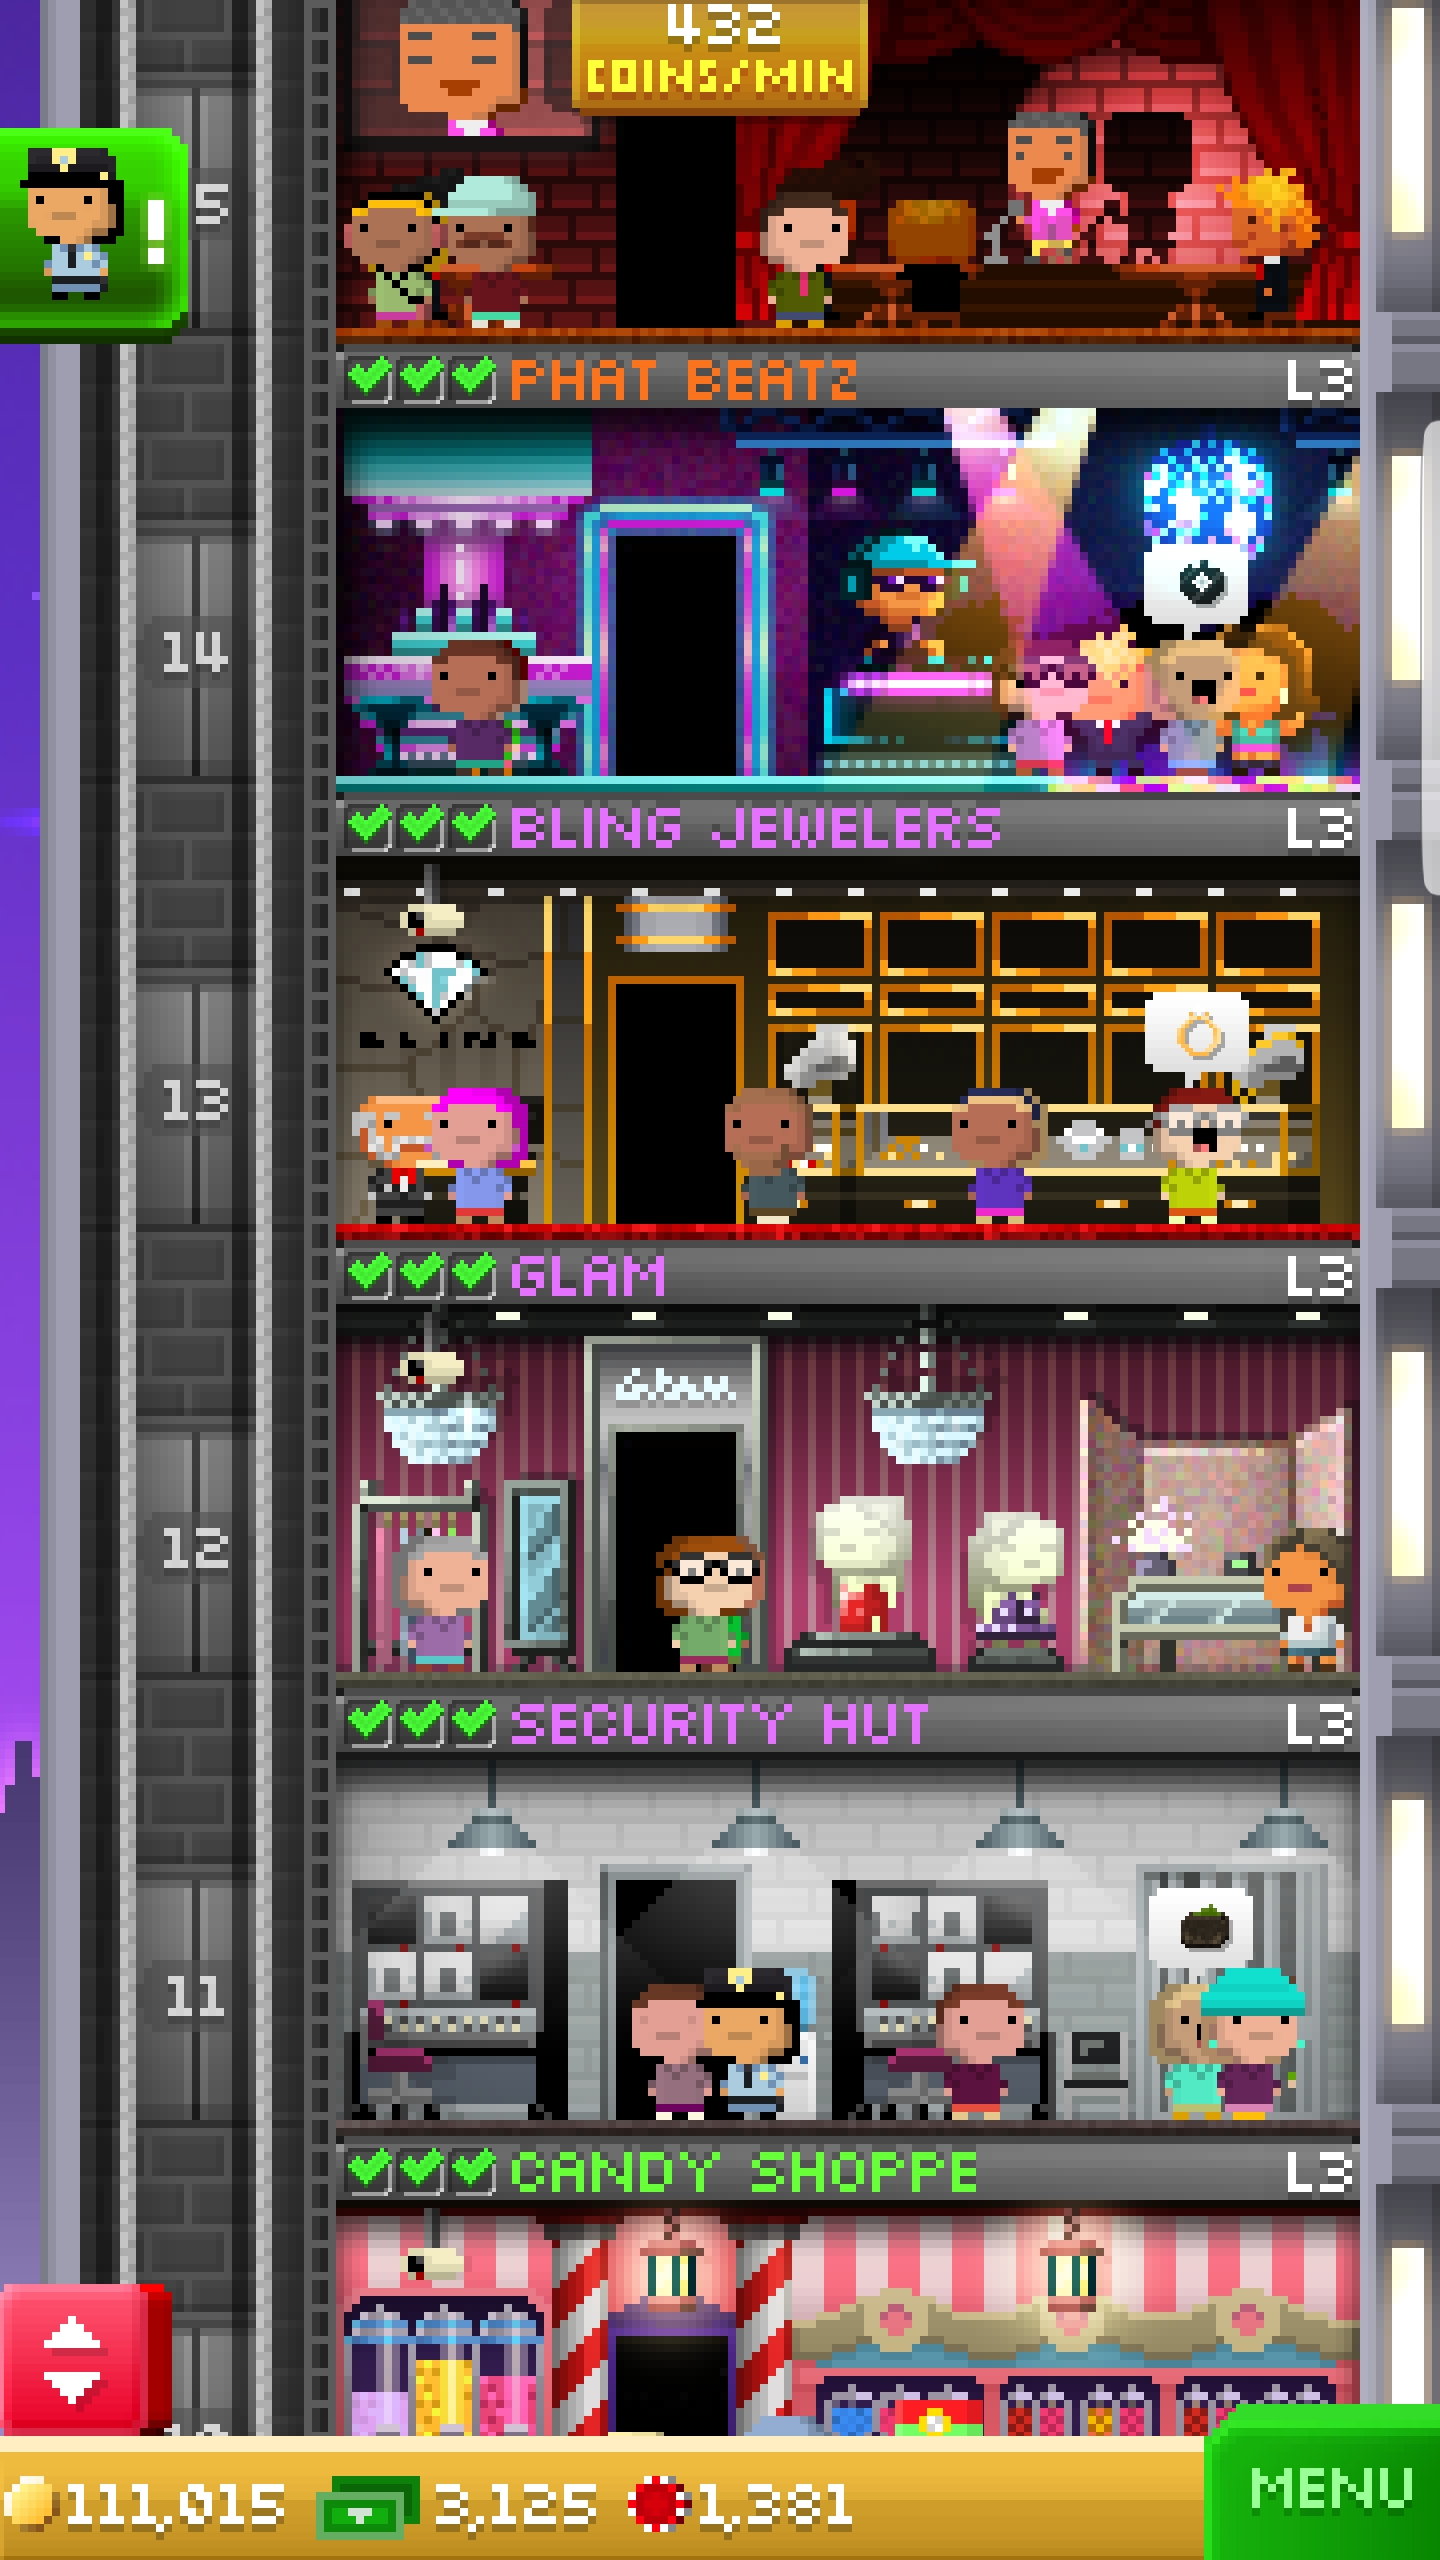 432
COINS/MIN
!
5
PHAT BEATZ
L3
14
BLING JEWELERS
L3
BLING
13
GLAM
L3
Glam
12
SECURITY HUT
L3
11
CANDY SHOPPE
L3
111,015
3,125
1,381
MENU